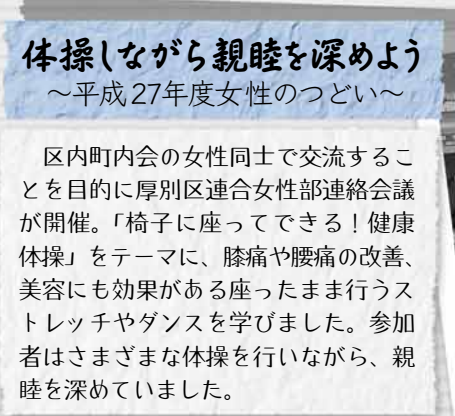 体操しながら親睦を深めよう
～平成27年度女性のつどい～
　区内町内会の女性同士で交流するこ
とを目的に厚別区連合女性部連絡会議
が開催。「椅子に座ってできる！健康
体操」をテーマに、膝痛や腰痛の改善、
美容にも効果がある座ったまま行うス
トレッチやダンスを学びました。参加
者はさまざまな体操を行いながら、親
睦を深めていました。